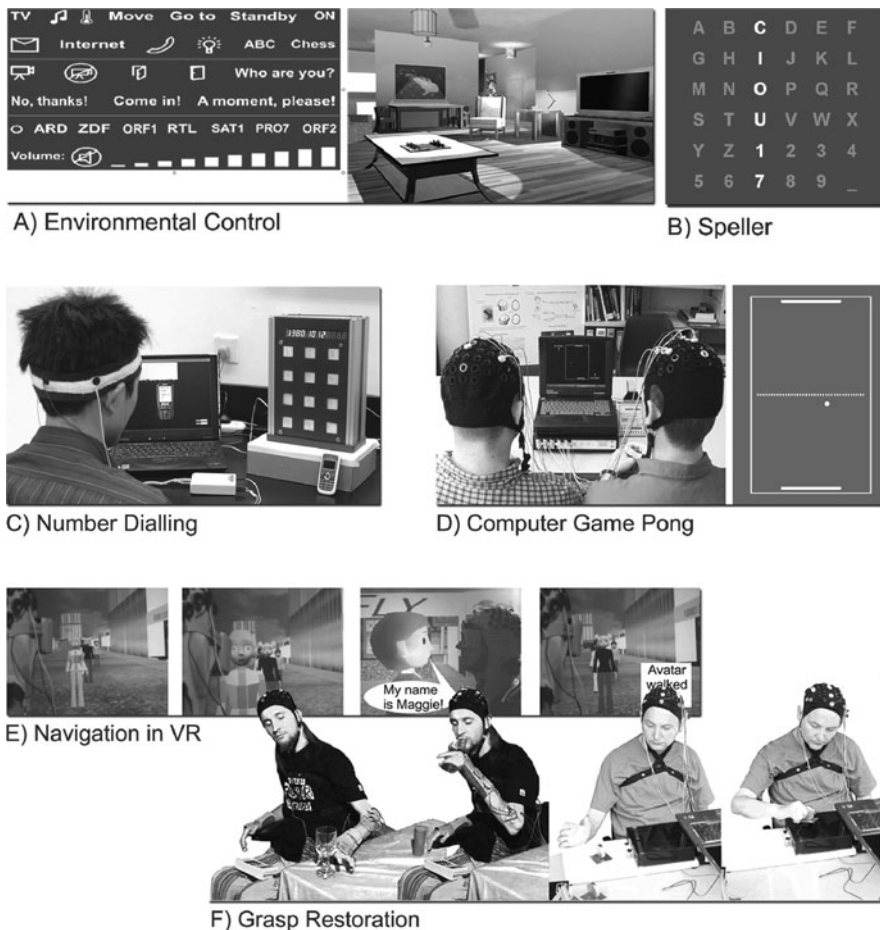 TV Move Go to Standby ON
Internet ABC Chess
Who are you?
No, thanks! Come in! A moment, please!
ARD ZDF ORF1 RTL SAT1 PRO7 ORF2
Volume:
A) Environmental Control
A B C D E F
G H I J K L
M N O P Q R
S T U V W X
Y Z 1 2 3 4
5 6 7 8 9 _
B) Speller
C) Number Dialling
D) Computer Game Pong
FLY
My name
is Maggie!
Avatar
walked
E) Navigation in VR
F) Grasp Restoration